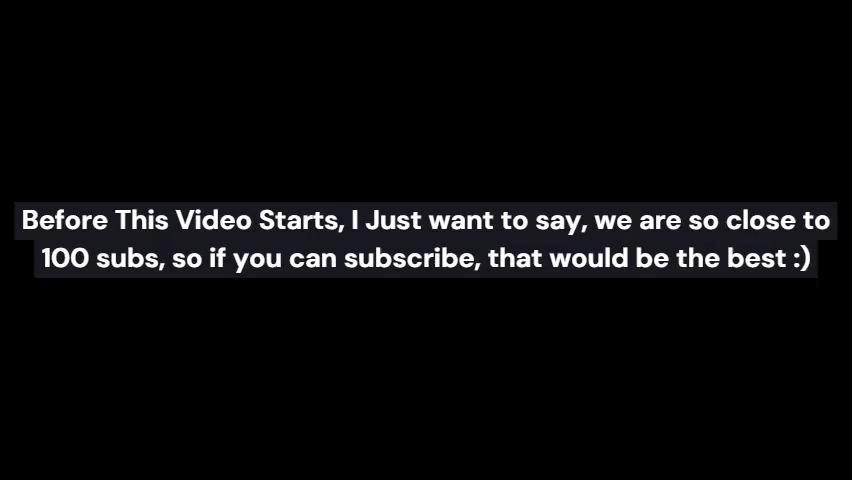 Before This Video Starts, I Just want to say, we are so close to
100 subs, so if you can subscribe, that would be the best :)